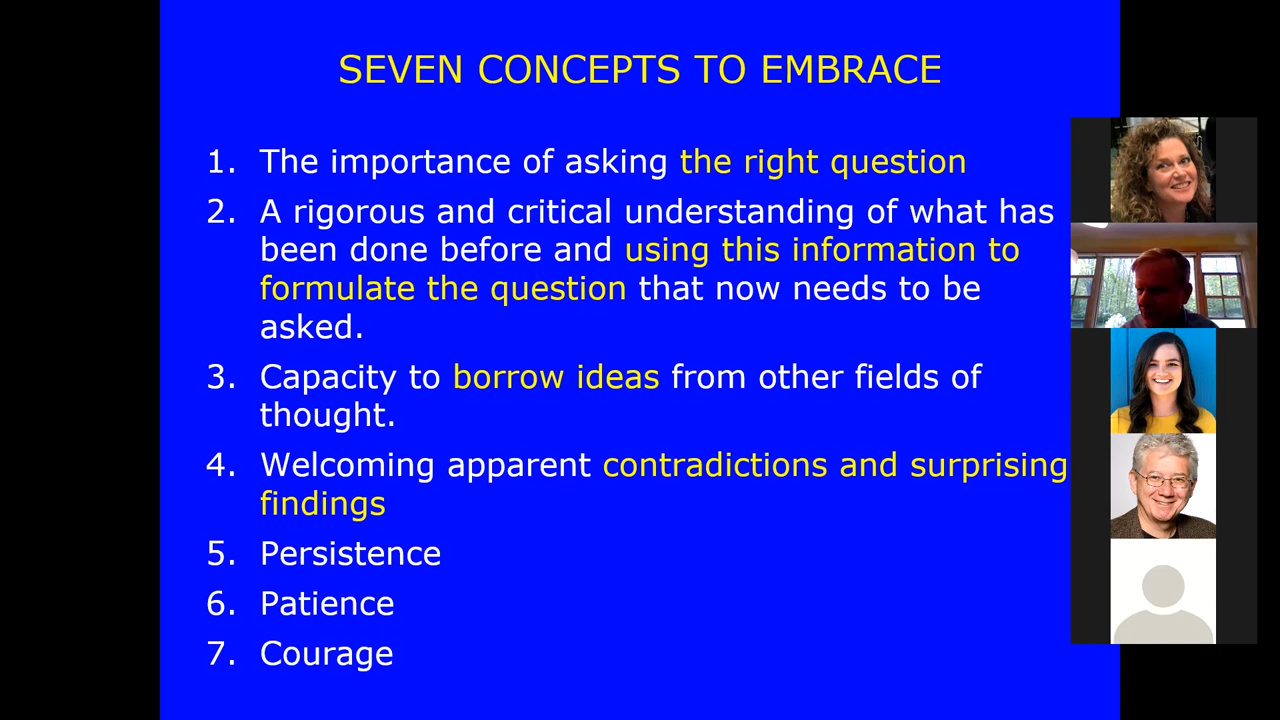 SEVEN CONCEPTS TO EMBRACE
1. The importance of asking the right question
2. A rigorous and critical understanding of what has
been done before and using this information to
formulate the question that now needs to be
asked.
3. Capacity to borrow ideas from other fields of
thought.
4. Welcoming apparent contradictions and surprising
findings
5. Persistence
6. Patience
7. Courage